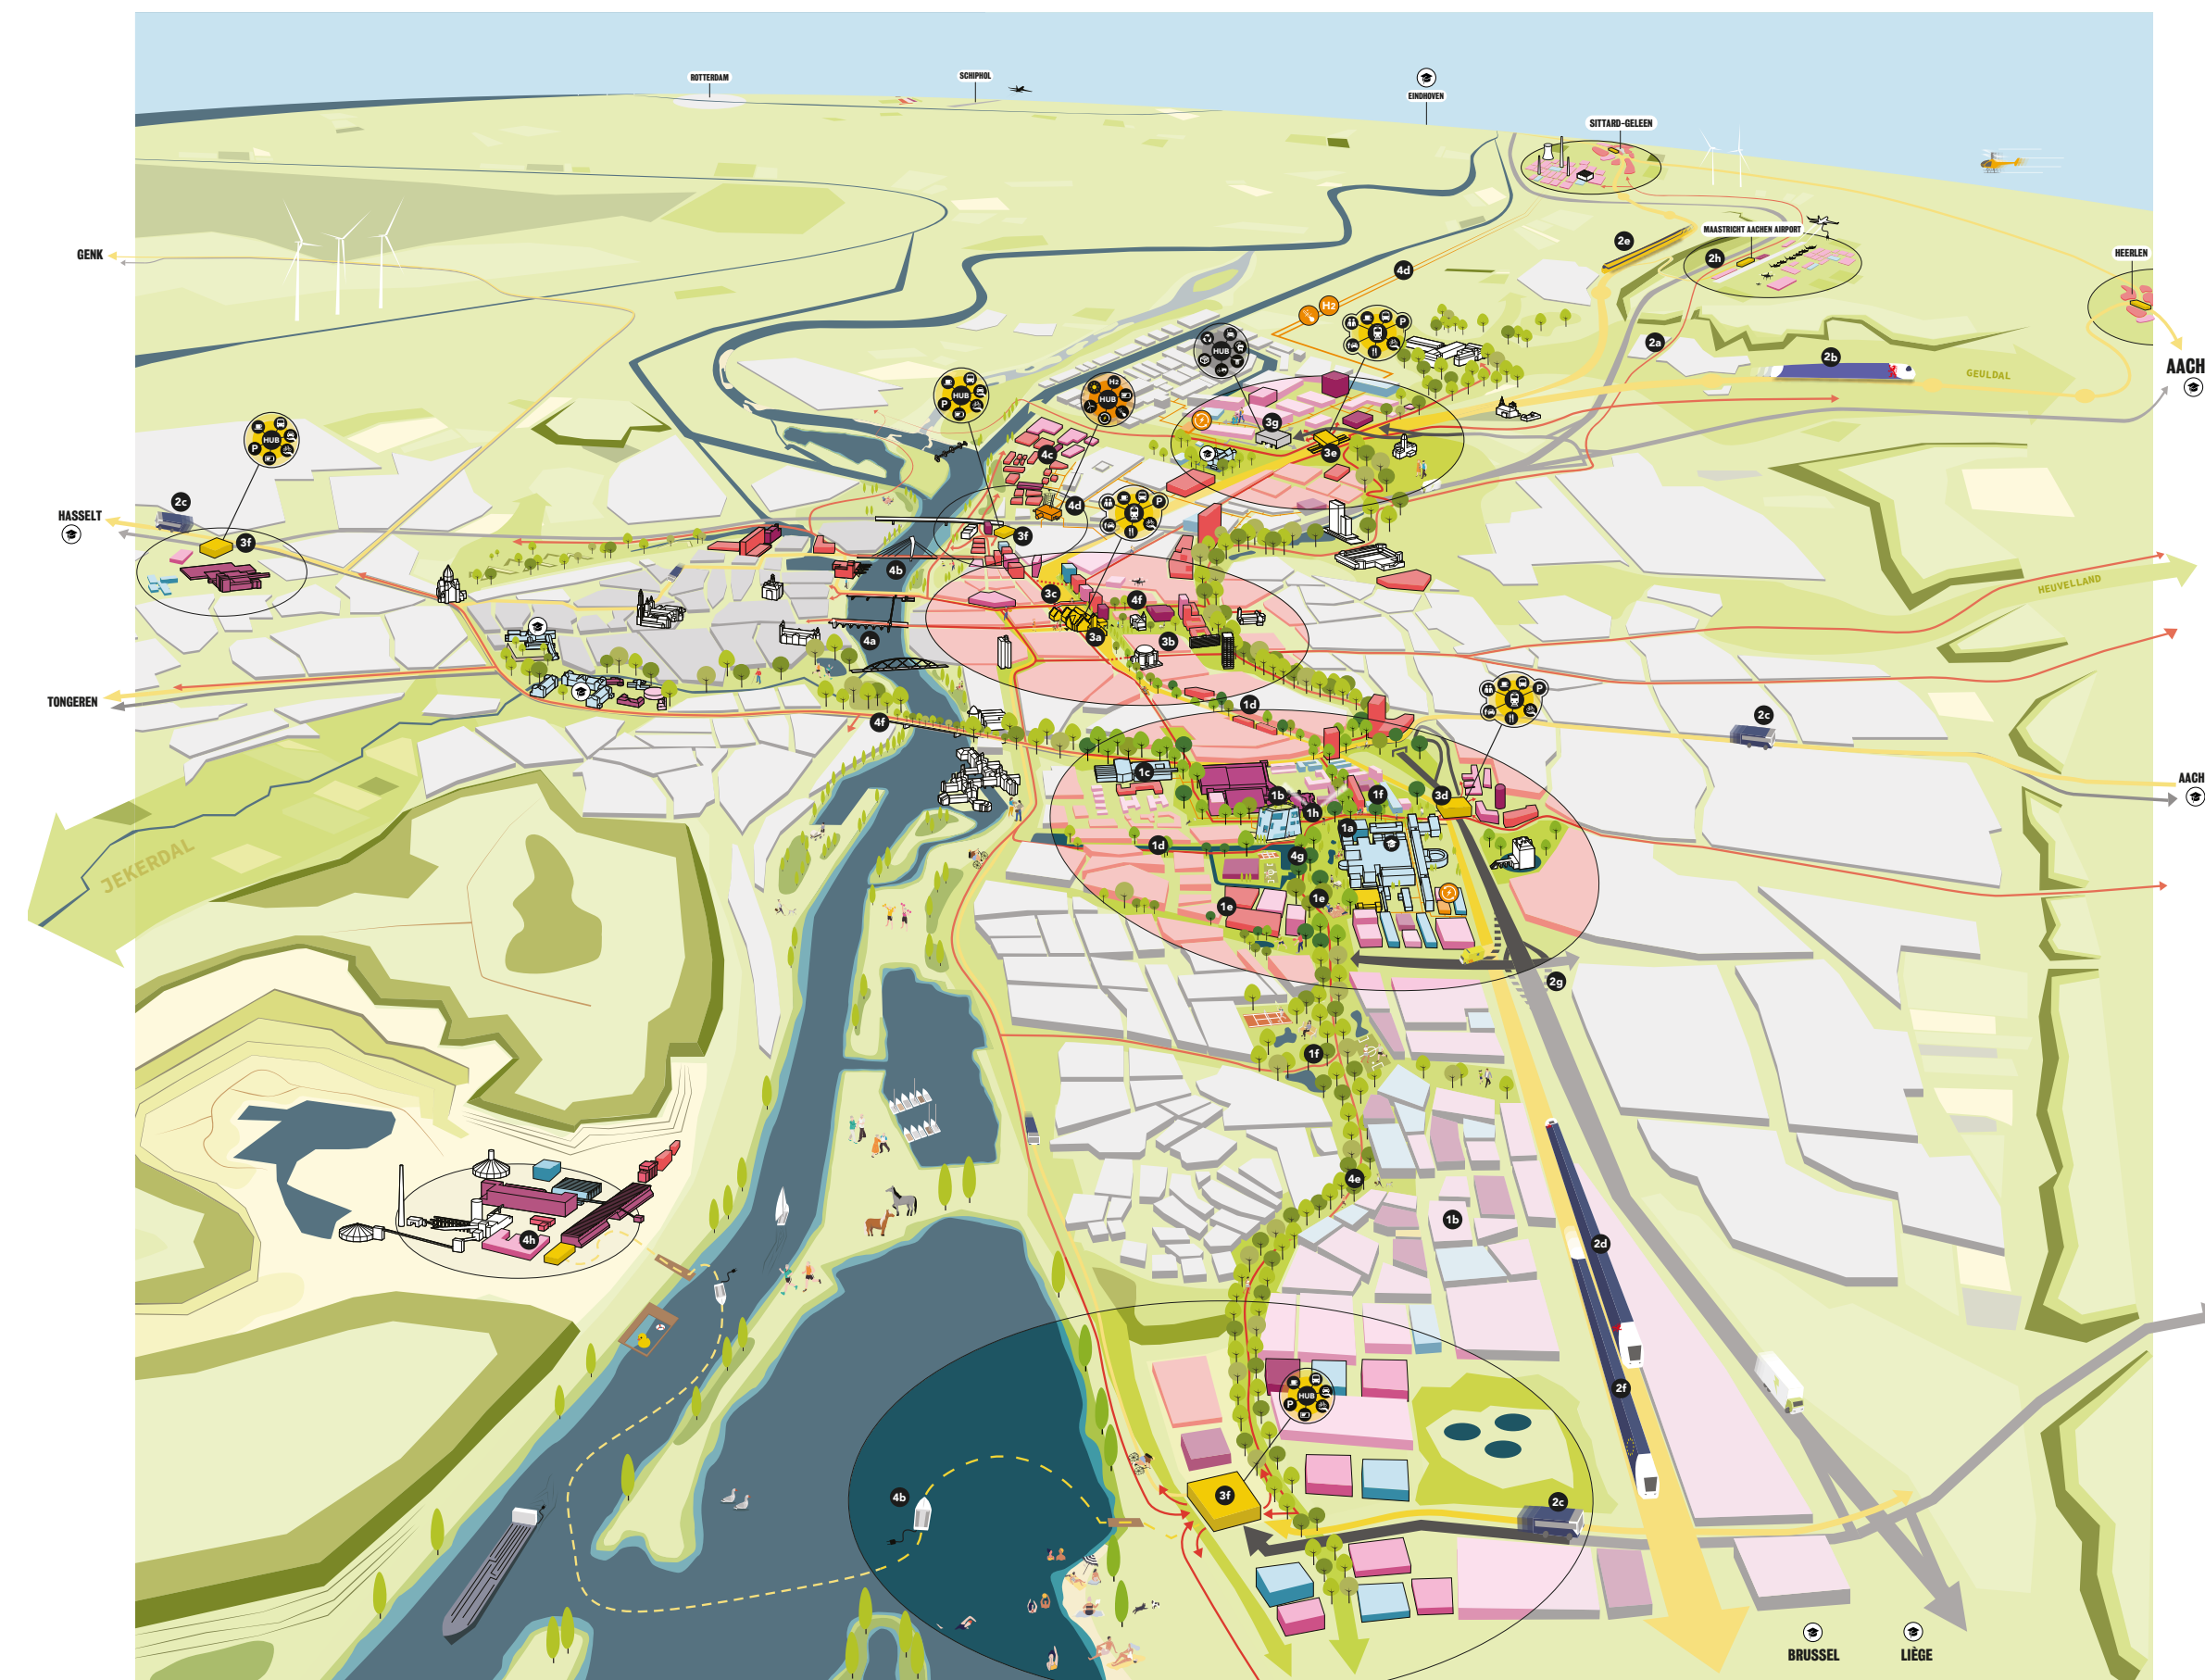 ROTTERDAM
SCHIPHOL
EINDHOVEN
SITTARD-GELEEN
MAASTRICHT AACHEN AIRPORT
HEERLEN
GENK
2e
2h
4d
H2
P
HUB
2a
2b
GEULDAL
AACH
HUB
P
H2
HUB
HUB
P
3g
3e
4c
4d
P
2c
HASSELT
3f
3f
4b
3c
4f
3a
3b
4a
HEUVELLAND
TONGEREN
4f
1d
P
2c
AACH
1c
1b
1h
1f
3d
1a
1d
4g
1e
1e
JEKERDAL
2g
1f
4e
1b
2d
4h
2f
HUB
P
3f
4b
2c
BRUSSEL
LIÈGE